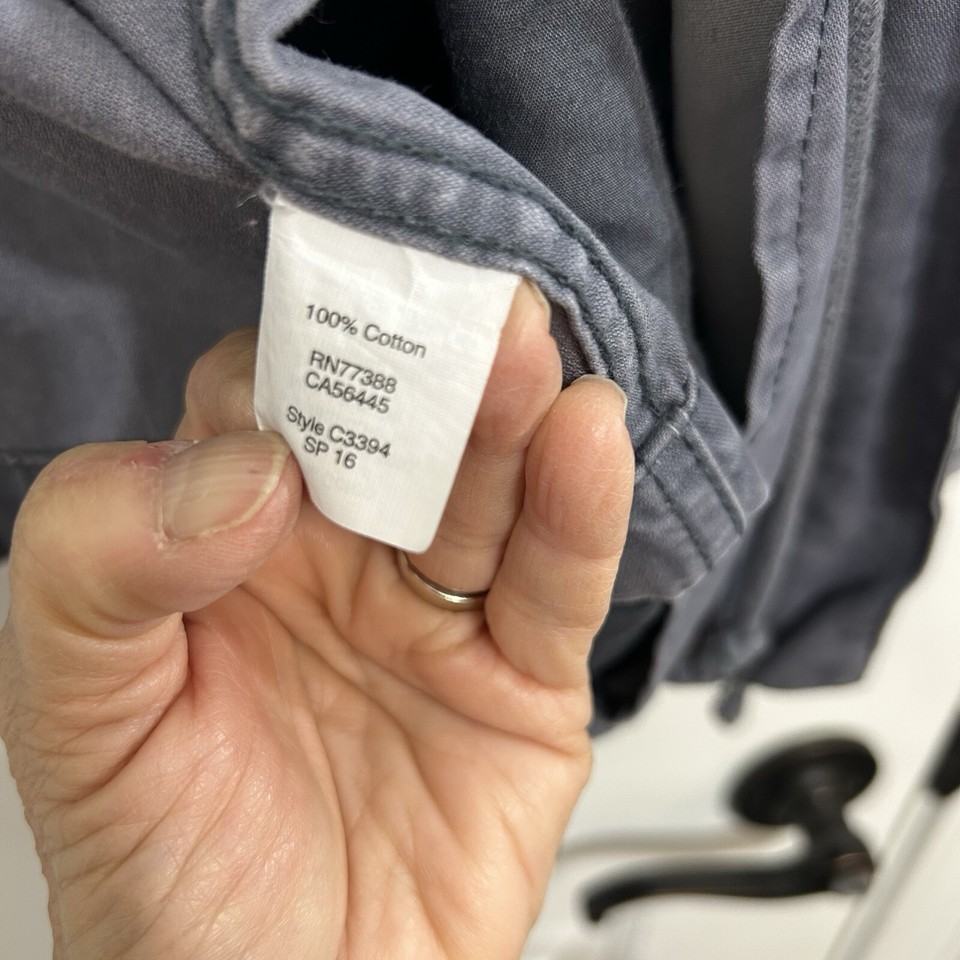 100% Cotton
RN77388
CA56445
Style C3394
SP 16